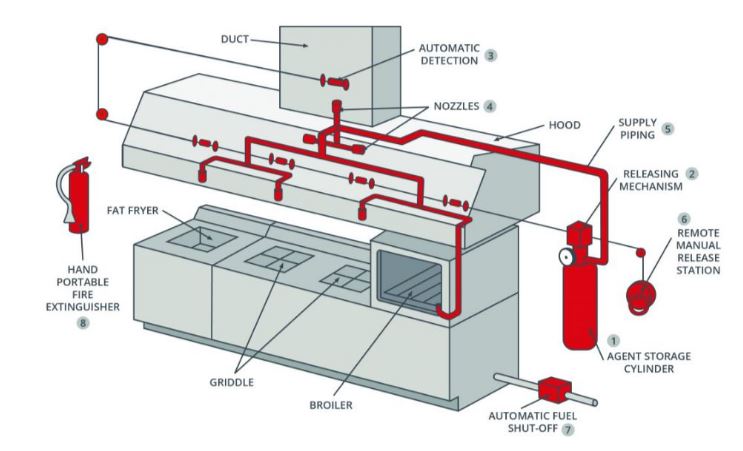 DUCT
AUTOMATIC
DETECTION 3
NOZZLES 4
HOOD
SUPPLY
PIPING 5
RELEASING 2
MECHANISM
FAT FRYER
6
REMOTE
MANUAL
RELEASE
STATION
HAND
PORTABLE
FIRE
EXTINGUISHER
8
1
AGENT STORAGE
CYLINDER
GRIDDLE
BROILER
AUTOMATIC FUEL
SHUT-OFF 7